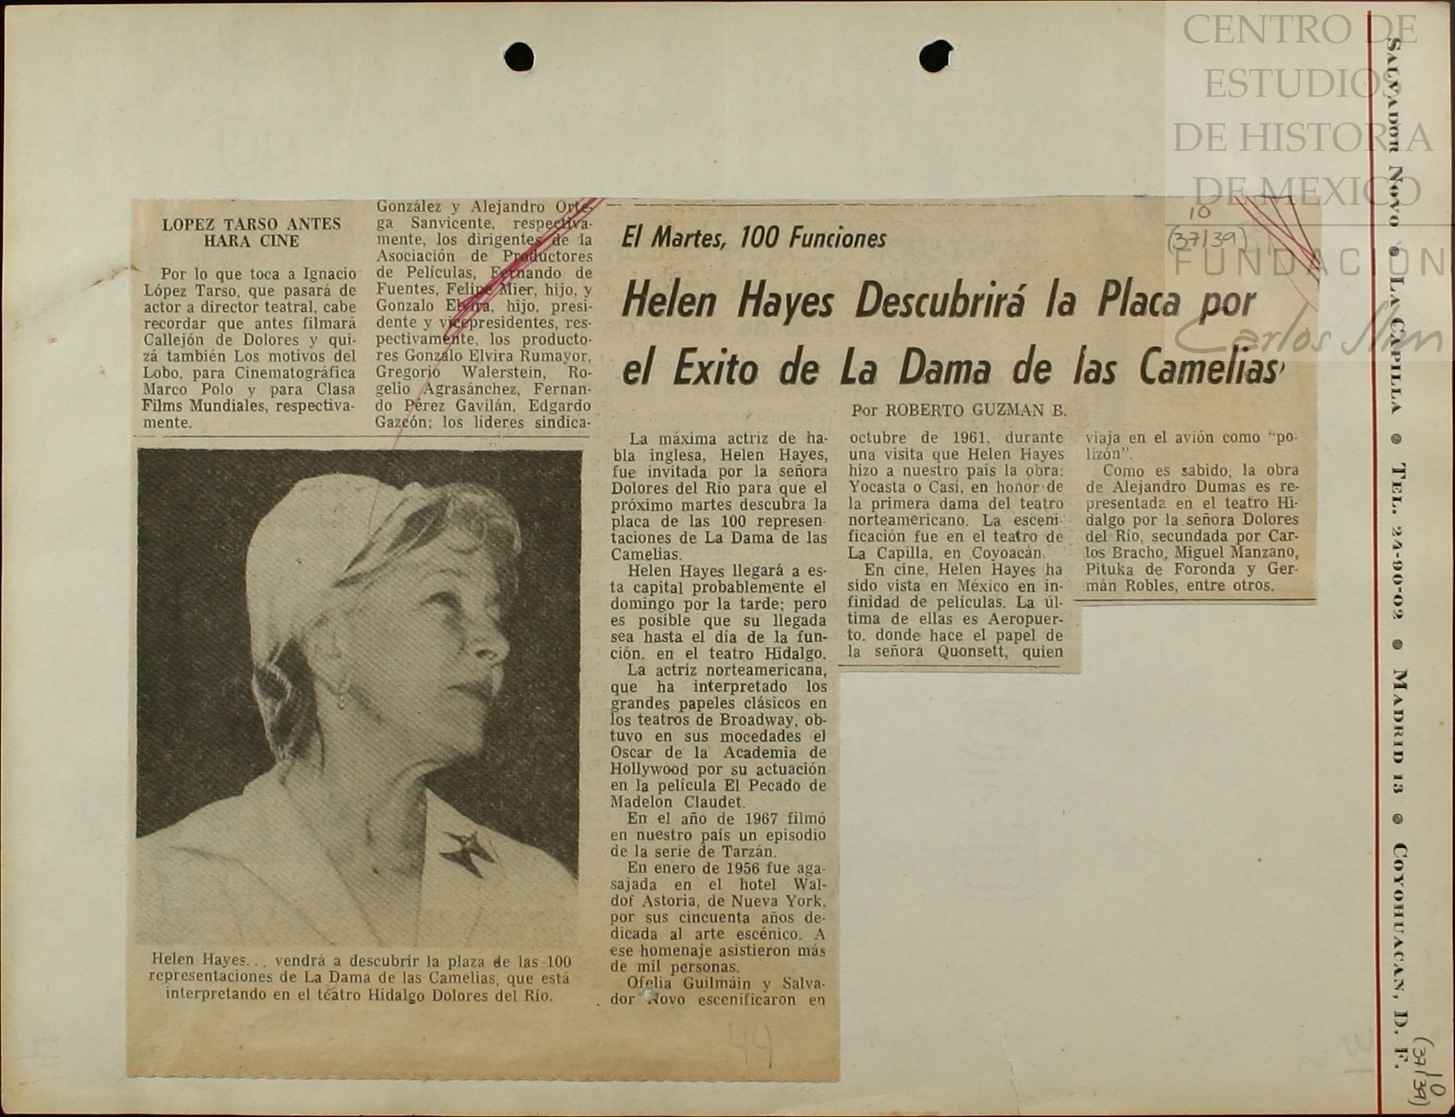 CENTRO DE
ESTUDIOS
DE HISTORIA
DE MEXICO
FUNDACION
Carlos Slim
10
(37/39)
LOPEZ TARSO ANTES
HARA CINE
Por lo que toca a Ignacio
López Tarso, que pasará de
actor a director teatral, cabe
recordar que antes filmará
Callejón de Dolores y qui-
zá también Los motivos del
Lobo, para Cinematográfica
Marco Polo y para Clasa
Films Mundiales, respectiva-
mente.
González y Alejandro Orte-
ga Sanvicente, respectiva-
mente, los dirigentes de la
Asociación de Productores
de Películas, Fernando de
Fuentes, Felipe Mier, hijo, y
Gonzalo Elvira, hijo, presi-
dente y vicepresidentes, res-
pectivamente, los producto-
res Gonzalo Elvira Rumayor,
Gregorio Walerstein, Ro-
gelio Agrasánchez, Fernan-
do Pérez Gavilán, Edgardo
Gazcón; los líderes sindica-
Helen Hayes... vendrá a descubrir la plaza de las 100
representaciones de La Dama de las Camelias, que está
interpretando en el teatro Hidalgo Dolores del Río.
El Martes, 100 Funciones
Helen Hayes Descubrirá la Placa por
el Exito de La Dama de las Camelias'
Por ROBERTO GUZMAN B.
La máxima actriz de ha-
bla inglesa, Helen Hayes,
fue invitada por la señora
Dolores del Río para que el
próximo martes descubra la
placa de las 100 represen-
taciones de La Dama de las
Camelias.
Helen Hayes llegará a es-
ta capital probablemente el
domingo por la tarde; pero
es posible que su llegada
sea hasta el día de la fun-
ción, en el teatro Hidalgo.
La actriz norteamericana,
que ha interpretado los
grandes papeles clásicos en
los teatros de Broadway, ob-
tuvo en sus mocedades el
Oscar de la Academia de
Hollywood por su actuación
en la película El Pecado de
Madelon Claudet.
En el año de 1967 filmó
en nuestro país un episodio
de la serie de Tarzán.
En enero de 1956 fue aga-
sajada en el hotel Wal-
dof Astoria, de Nueva York,
por sus cincuenta años de-
dicada al arte escénico. A
ese homenaje asistieron más
de mil personas.
Ofelia Guilmáin y Salva-
dor Novo escenificaron en
octubre de 1961, durante
una visita que Helen Hayes
hizo a nuestro país la obra:
Yocasta o Casi, en honor de
la primera dama del teatro
norteamericano. La esceni-
ficación fue en el teatro de
La Capilla, en Coyoacán.
En cine, Helen Hayes ha
sido vista en México en in-
finidad de películas. La úl-
tima de ellas es Aeropuer-
to, donde hace el papel de
la señora Quonsett, quien
viaja en el avión como "po-
lizón".
Como es sabido, la obra
de Alejandro Dumas es re-
presentada en el teatro Hi-
dalgo por la señora Dolores
del Río, secundada por Car-
los Bracho, Miguel Manzano,
Pituka de Foronda y Ger-
mán Robles, entre otros.
44
SALVADOR NOVO • LA CAPILLA • TEL. 24-90-02 • MADRID 13 • COYOHUACAN, D. F.
10
(37/39)